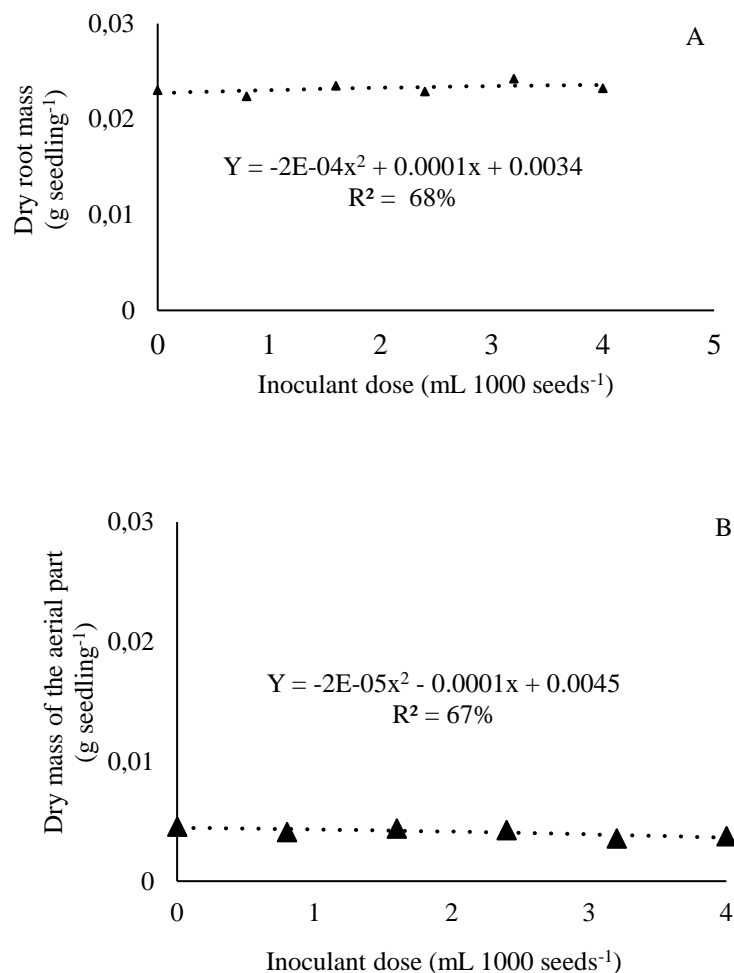 A
0,03
0,02
0,01
0
Dry root mass
(g seedling⁻¹)
Y = -2E-04x² + 0.0001x + 0.0034
R² = 68%
0 1 2 3 4 5
Inoculant dose (mL 1000 seeds⁻¹)
B
0,03
0,02
0,01
0
Dry mass of the aerial part
(g seedling⁻¹)
Y = -2E-05x² - 0.0001x + 0.0045
R² = 67%
0 1 2 3 4
Inoculant dose (mL 1000 seeds⁻¹)